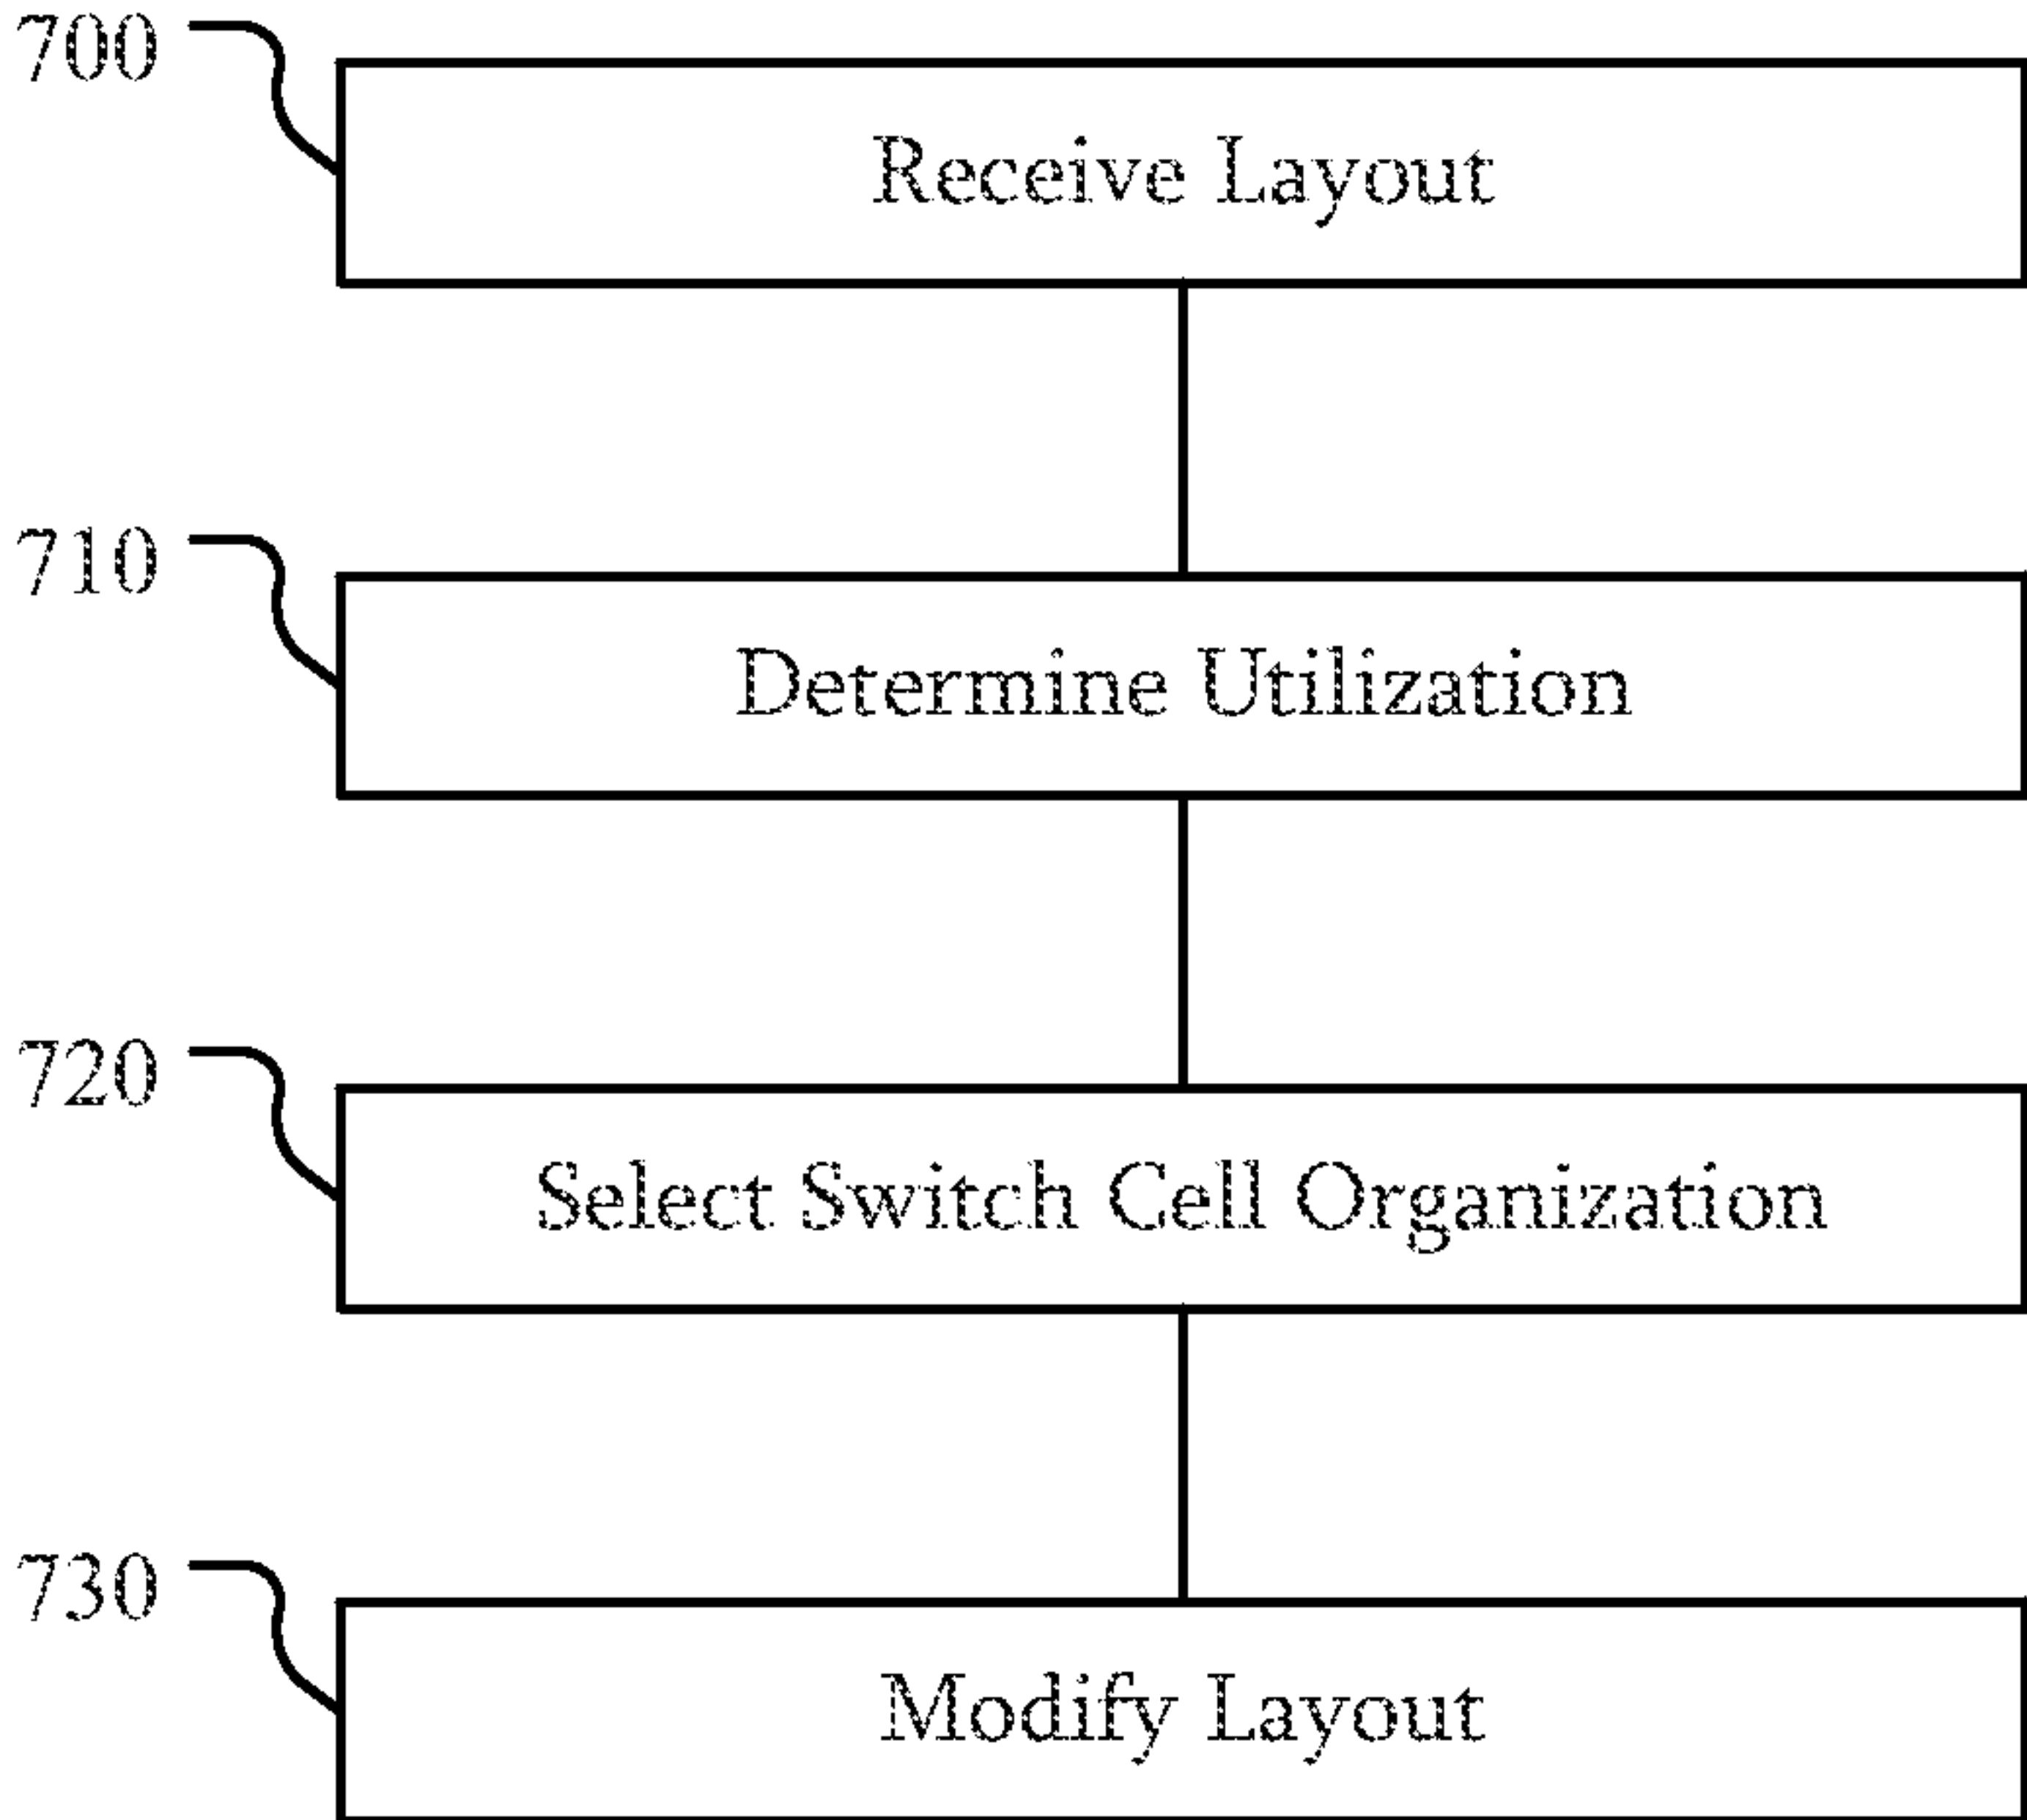 700
Receive Layout
710
Determine Utilization
720
Select Switch Cell Organization
730
Modify Layout